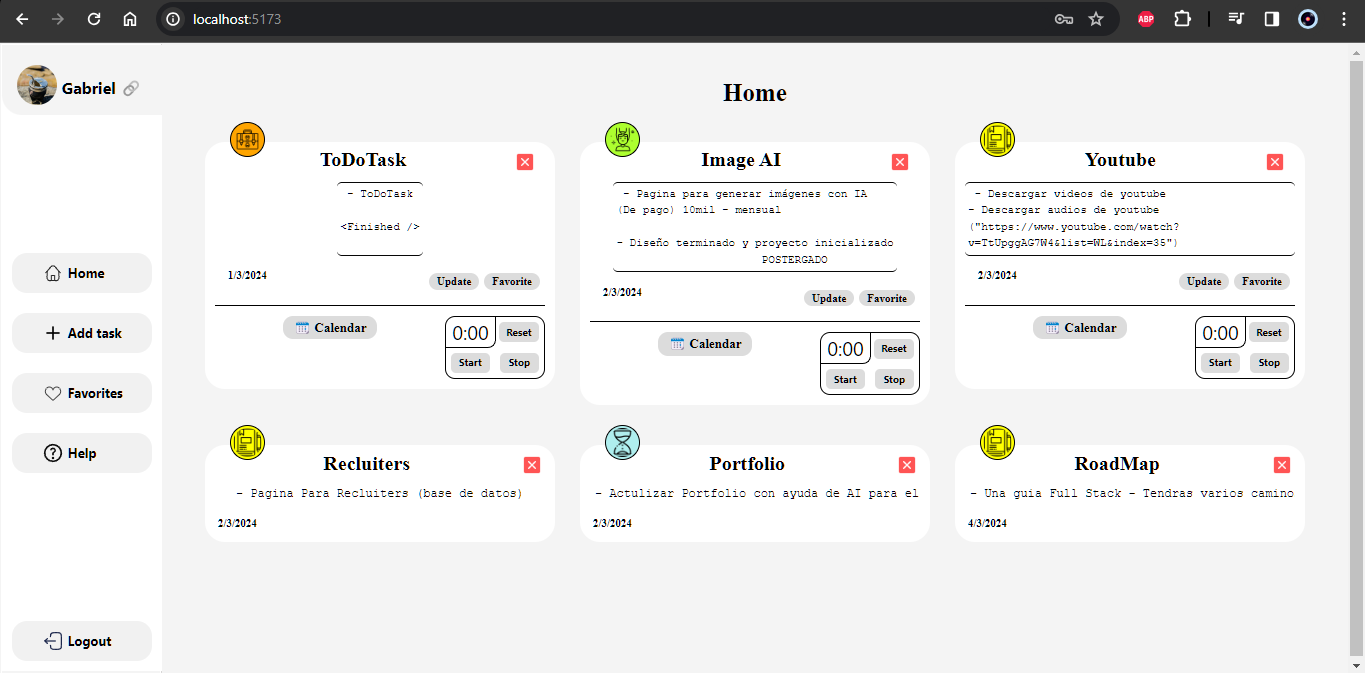 localhost:5173
ABP
Gabriel
Home
Add task
Favorites
Help
Logout
Home
ToDoTask
- ToDoTask
<Finished />
1/3/2024
Update Favorite
Calendar
0:00 Reset
Start Stop
Image AI
- Pagina para generar imágenes con IA
(De pago) 10mil - mensual
- Diseño terminado y proyecto inicializado
POSTERGADO
2/3/2024
Update Favorite
Calendar
0:00 Reset
Start Stop
Youtube
- Descargar videos de youtube
- Descargar audios de youtube
("https://www.youtube.com/watch?
v=TtUpggAG7W4&list=WL&index=35")
2/3/2024
Update Favorite
Calendar
0:00 Reset
Start Stop
Recluiters
- Pagina Para Recluiters (base de datos)
2/3/2024
Portfolio
- Actulizar Portfolio con ayuda de AI para el
2/3/2024
RoadMap
- Una guia Full Stack - Tendras varios camino
4/3/2024